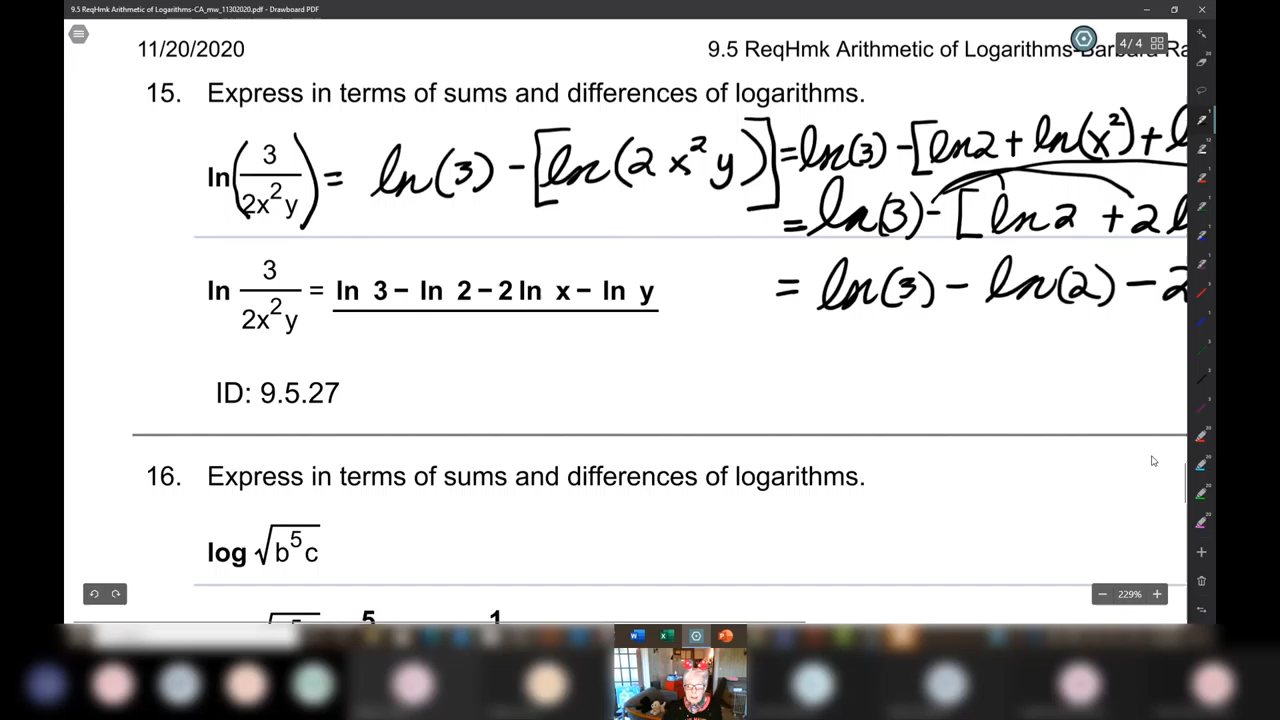 9.5 ReqHmk Arithmetic of Logarithms-CA_mw_11302020.pdf - Drawboard PDF
11/20/2020
9.5 ReqHmk Arithmetic of Logarithms-Barbara Ra
4/4
15. Express in terms of sums and differences of logarithms.
ln(3/2x²y) = ln(3) - [ln(2x²y)] = ln(3) - [ln2 + ln(x²) + l
= ln(3) - [ln2 + 2l
ln 3/2x²y = ln 3 − ln 2 − 2 ln x − ln y
= ln(3) - ln(2) - 2
ID: 9.5.27
16. Express in terms of sums and differences of logarithms.
log √b⁵c
229%
5 1